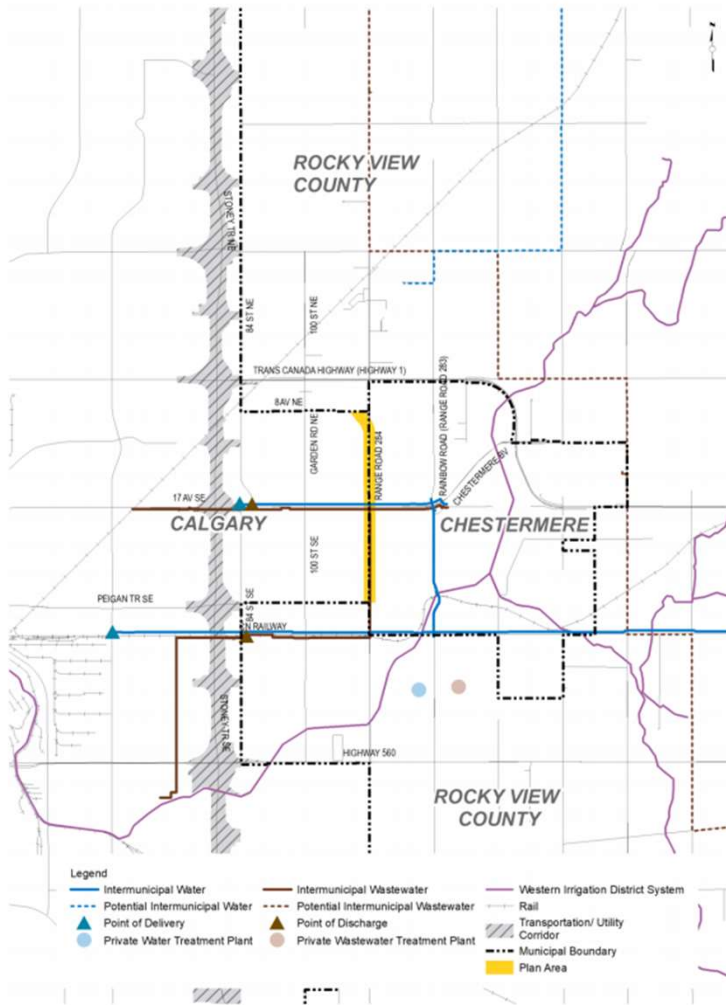 ROCKY VIEW
COUNTY
STONEY TR NE
84 ST NE
100 ST NE
TRANS CANADA HIGHWAY (HIGHWAY 1)
8 AV NE
GARDEN RD NE
RANGE ROAD 284
RAINBOW ROAD (RANGE ROAD 283)
CHESTERMERE BV
17 AV SE
CALGARY
CHESTERMERE
100 ST SE
PEIGAN TR SE
84 ST SE
N RAILWAY
STONEY TR SE
HIGHWAY 560
ROCKY VIEW
COUNTY
Legend
Intermunicipal Water
Potential Intermunicipal Water
Point of Delivery
Private Water Treatment Plant
Intermunicipal Wastewater
Potential Intermunicipal Wastewater
Point of Discharge
Private Wastewater Treatment Plant
Western Irrigation District System
Rail
Transportation/ Utility
Corridor
Municipal Boundary
Plan Area